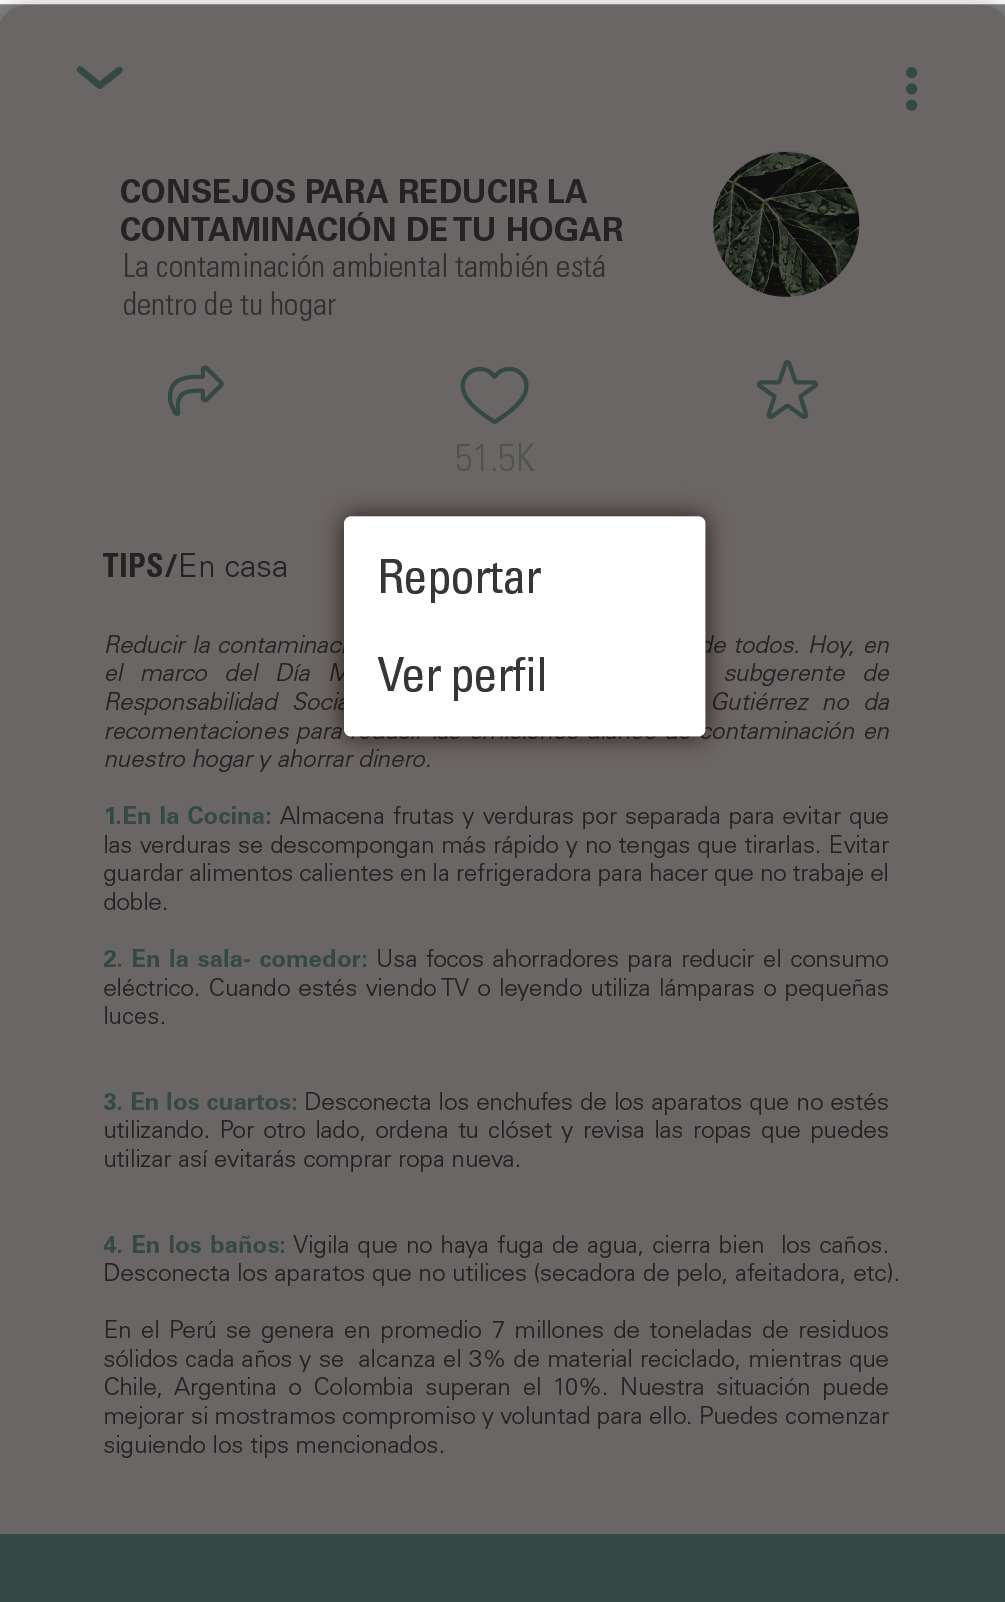 CONSEJOS PARA REDUCIR LA
CONTAMINACIÓN DE TU HOGAR
La contaminación ambiental también está
dentro de tu hogar
51.5K
Reportar
Ver perfil
TIPS/En casa
Reducir la de todos. Hoy, en
el marco del Día subgerente de
Responsabilidad Gutiérrez no da
recomentaciones para reducir las emisiones diarios de contaminación en
nuestro hogar y ahorrar dinero.
1.En la Cocina: Almacena frutas y verduras por separada para evitar que
las verduras se descompongan más rápido y no tengas que tirarlas. Evitar
guardar alimentos calientes en la refrigeradora para hacer que no trabaje el
doble.
2. En la sala- comedor: Usa focos ahorradores para reducir el consumo
eléctrico. Cuando estés viendo TV o leyendo utiliza lámparas o pequeñas
luces.
3. En los cuartos: Desconecta los enchufes de los aparatos que no estés
utilizando. Por otro lado, ordena tu clóset y revisa las ropas que puedes
utilizar así evitarás comprar ropa nueva.
4. En los baños: Vigila que no haya fuga de agua, cierra bien los caños.
Desconecta los aparatos que no utilices (secadora de pelo, afeitadora, etc).
En el Perú se genera en promedio 7 millones de toneladas de residuos
sólidos cada años y se alcanza el 3% de material reciclado, mientras que
Chile, Argentina o Colombia superan el 10%. Nuestra situación puede
mejorar si mostramos compromiso y voluntad para ello. Puedes comenzar
siguiendo los tips mencionados.